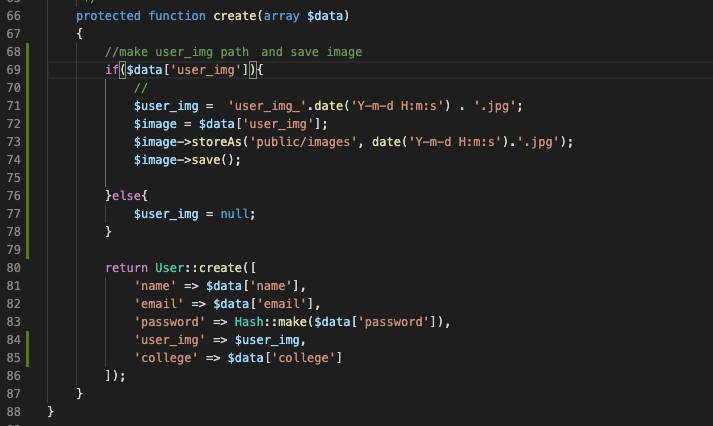 66 protected function create(array $data)
67 {
68 //make user_img path  and save image
69 if($data['user_img']){
70 //
71 $user_img =  'user_img_'.date('Y-m-d H:m:s') . '.jpg';
72 $image = $data['user_img'];
73 $image->storeAs('public/images', date('Y-m-d H:m:s').'.jpg');
74 $image->save();
75
76 }else{
77 $user_img = null;
78 }
79
80 return User::create([
81 'name' => $data['name'],
82 'email' => $data['email'],
83 'password' => Hash::make($data['password']),
84 'user_img' => $user_img,
85 'college' => $data['college']
86 ]);
87 }
88 }